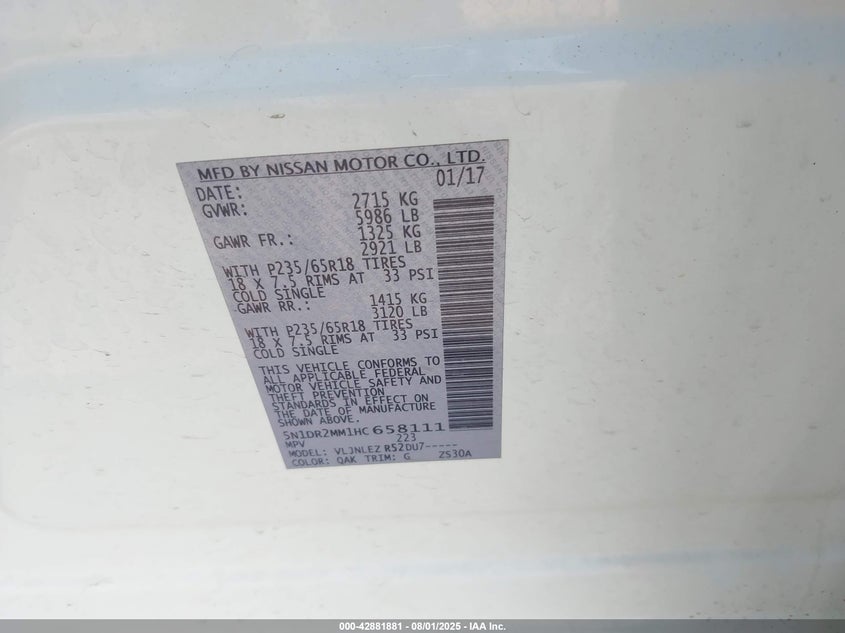 MFD BY NISSAN MOTOR CO., LTD.
DATE: 01/17
GVWR: 2715 KG
5986 LB
GAWR FR.: 1325 KG
2921 LB
WITH P235/65R18 TIRES
18 X 7.5 RIMS AT 33 PSI
COLD SINGLE
GAWR RR.: 1415 KG
3120 LB
WITH P235/65R18 TIRES
18 X 7.5 RIMS AT 33 PSI
COLD SINGLE
THIS VEHICLE CONFORMS TO
ALL APPLICABLE FEDERAL
MOTOR VEHICLE SAFETY AND
THEFT PREVENTION
STANDARDS IN EFFECT ON
THE DATE OF MANUFACTURE
SHOWN ABOVE.
5N1DR2MM1HC658111
MPV 223
MODEL: VLJNLEZ R52DU7-----
COLOR: QAK TRIM: G ZS30A
000-42881881 - 08/01/2025 - IAA Inc.